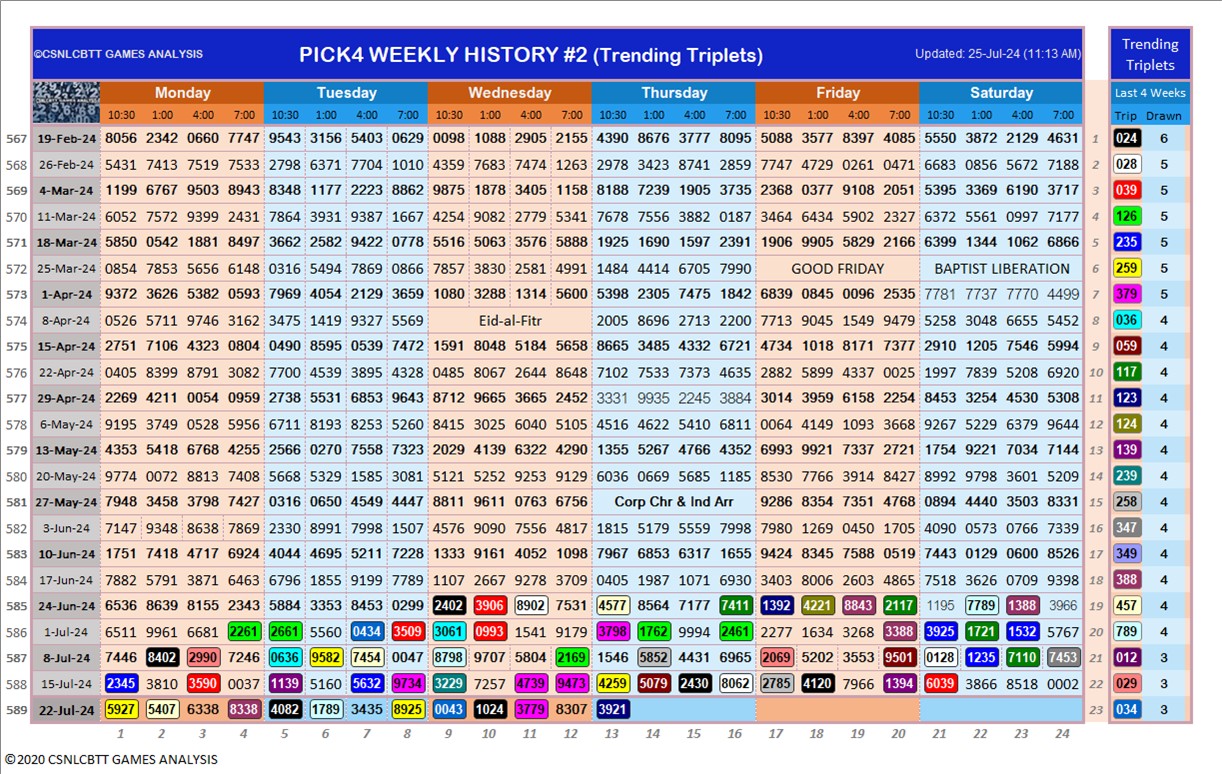 ©CSNLCBTT GAMES ANALYSIS PICK4 WEEKLY HISTORY #2 (Trending Triplets) Updated: 25-Jul-24 (11:13 AM) Trending Triplets
Monday Tuesday Wednesday Thursday Friday Saturday Last 4 Weeks
10:30 1:00 4:00 7:00 10:30 1:00 4:00 7:00 10:30 1:00 4:00 7:00 10:30 1:00 4:00 7:00 10:30 1:00 4:00 7:00 10:30 1:00 4:00 7:00 Trip Drawn
567 19-Feb-24 8056 2342 0660 7747 9543 3156 5403 0629 0098 1088 2905 2155 4390 8676 3777 8095 5088 3577 8397 4085 5550 3872 2129 4631 1 024 6
568 26-Feb-24 5431 7413 7519 7533 2798 6371 7704 1010 4359 7683 7474 1263 2978 3423 8741 2859 7747 4729 0261 0471 6683 0856 5672 7188 2 028 5
569 4-Mar-24 1199 6767 9503 8943 8348 1177 2223 8862 9875 1878 3405 1158 8188 7239 1905 3735 2368 0377 9108 2051 5395 3369 6190 3717 3 039 5
570 11-Mar-24 6052 7572 9399 2431 7864 3931 9387 1667 4254 9082 2779 5341 7678 7556 3882 0187 3464 6434 5902 2327 6372 5561 0997 7177 4 126 5
571 18-Mar-24 5850 0542 1881 8497 3662 2582 9422 0778 5516 5063 3576 5888 1925 1690 1597 2391 1906 9905 5829 2166 6399 1344 1062 6866 5 235 5
572 25-Mar-24 0854 7853 5656 6148 0316 5494 7869 0866 7857 3830 2581 4991 1484 4414 6705 7990 GOOD FRIDAY BAPTIST LIBERATION 6 259 5
573 1-Apr-24 9372 3626 5382 0593 7969 4054 2129 3653 1080 3288 1314 5600 5398 2305 7475 1842 6839 0845 0096 2535 7781 7737 7770 4499 7 379 5
574 8-Apr-24 0526 5711 9746 3162 3475 1419 9327 5569 Eid-al-Fitr 2005 8696 2713 2200 7713 9045 1549 9479 5258 3048 6655 5452 8 036 4
575 15-Apr-24 2751 7106 4323 0804 0490 8595 0539 7472 1591 8048 5184 5658 8665 3485 4332 6721 4734 1018 8171 7377 2910 1205 7546 5994 9 059 4
576 22-Apr-24 0405 8399 8791 3082 7700 4539 3895 4328 0485 8067 2644 8648 7102 7533 7373 4635 2882 5899 4337 0025 1997 7839 5208 6920 10 117 4
577 29-Apr-24 2269 4211 0054 0959 2738 5531 6853 9643 8712 9665 3665 2452 3331 9935 2245 3884 3014 3959 6158 2254 8453 3254 4530 5308 11 123 4
578 6-May-24 9195 3749 0528 5956 6711 8193 8253 5260 8415 3025 6040 5105 4516 4622 5410 6811 0064 4149 1093 3668 9267 5229 6379 9644 12 124 4
579 13-May-24 4353 5418 6768 4255 2566 0270 7558 7323 2029 4139 6322 4290 1355 5267 4766 4352 6993 9921 7337 2721 1754 9221 7034 7144 13 139 4
580 20-May-24 9774 0072 8813 7408 5668 5329 1585 3081 9121 5252 9253 9129 6036 0669 5685 1185 8530 7766 3914 8427 8992 9798 3601 5209 14 239 4
581 27-May-24 7948 3458 3798 7427 0316 0650 4549 4447 9811 9611 0763 6756 Corp Chr & Ind Arr 9286 8354 7351 4768 0894 4440 3503 8331 15 258 4
582 3-Jun-24 7147 9348 8638 7869 2330 8991 7998 1507 4576 9090 7556 4817 1815 5179 5559 7998 7980 1269 0450 1705 4090 0573 0766 7339 16 347 4
583 10-Jun-24 1751 7418 4717 6924 4044 4695 5211 7228 1333 9161 4052 1098 7967 6853 6317 1655 9424 8345 7588 0519 7443 0129 0600 8526 17 349 4
584 17-Jun-24 7882 5791 3871 6463 6796 1855 9199 7789 1107 2667 9278 3709 0405 1987 1071 6930 3403 8006 2603 4865 7518 3626 0709 9398 18 388 4
585 24-Jun-24 6536 8639 8155 2343 5884 3353 8453 0299 2402 3906 8902 7531 4577 8564 7177 7411 1392 4221 8843 2117 1195 7789 1388 3966 19 457 4
586 1-Jul-24 6511 9961 6681 2261 2661 5560 0434 3509 3061 0993 1541 9179 3798 1762 9994 2461 2277 1634 3268 3388 3925 1721 1532 5767 20 789 4
587 8-Jul-24 7446 8402 2990 7246 0636 9582 7454 0047 8798 9707 5804 2169 1546 5852 4431 6965 2069 5202 3553 9501 0128 1235 7110 7453 21 012 3
588 15-Jul-24 2345 3810 3590 0037 1139 5160 5632 9734 3229 7257 4739 9473 4259 5079 2430 8062 2785 4120 7966 1394 6039 3866 8518 0002 22 029 3
589 22-Jul-24 5927 5407 6338 8338 4082 1789 3435 8925 0043 1024 3779 8307 3921 23 034 3
1 2 3 4 5 6 7 8 9 10 11 12 13 14 15 16 17 18 19 20 21 22 23 24
©2020 CSNLCBTT GAMES ANALYSIS